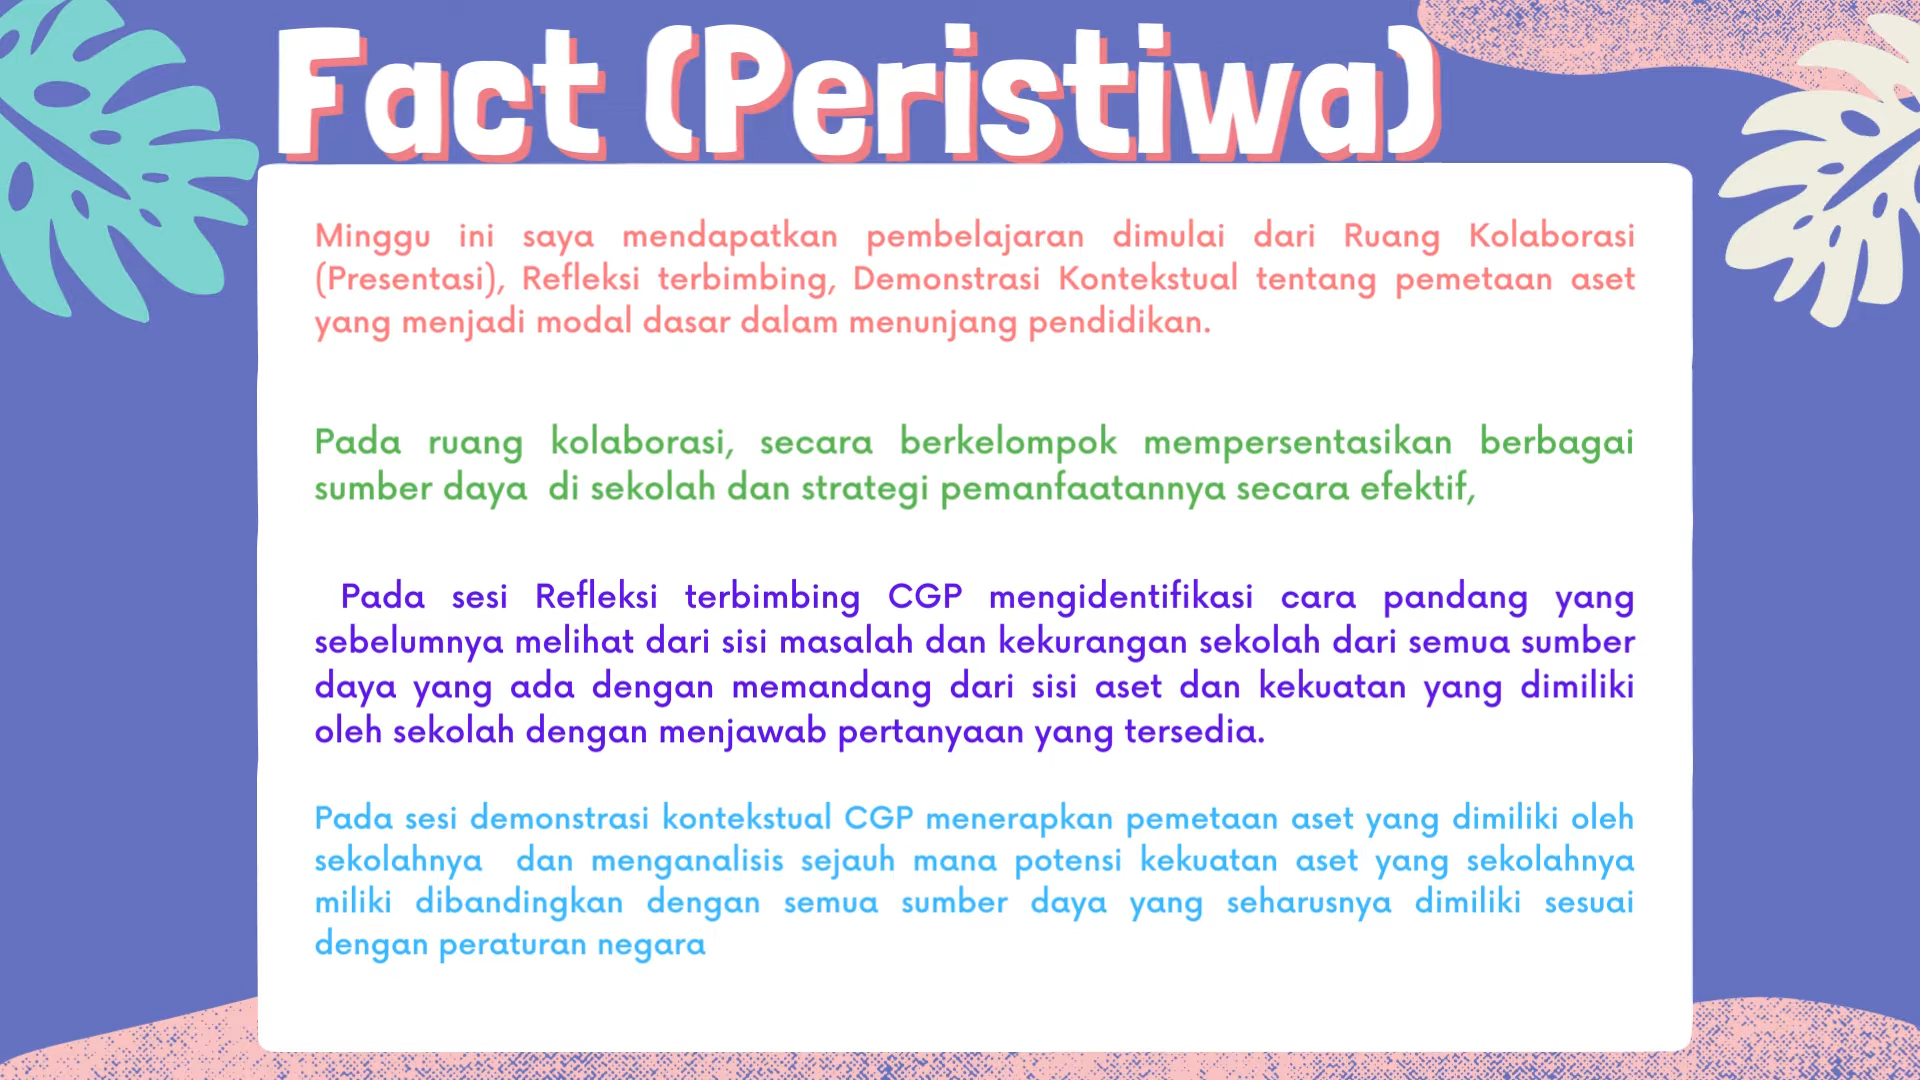 Fact (Peristiwa)
Minggu ini saya mendapatkan pembelajaran dimulai dari Ruang Kolaborasi
(Presentasi), Refleksi terbimbing, Demonstrasi Kontekstual tentang pemetaan aset
yang menjadi modal dasar dalam menunjang pendidikan.
Pada ruang kolaborasi, secara berkelompok mempersentasikan berbagai
sumber daya di sekolah dan strategi pemanfaatannya secara efektif,
Pada sesi Refleksi terbimbing CGP mengidentifikasi cara pandang yang
sebelumnya melihat dari sisi masalah dan kekurangan sekolah dari semua sumber
daya yang ada dengan memandang dari sisi aset dan kekuatan yang dimiliki
oleh sekolah dengan menjawab pertanyaan yang tersedia.
Pada sesi demonstrasi kontekstual CGP menerapkan pemetaan aset yang dimiliki oleh
sekolahnya dan menganalisis sejauh mana potensi kekuatan aset yang sekolahnya
miliki dibandingkan dengan semua sumber daya yang seharusnya dimiliki sesuai
dengan peraturan negara